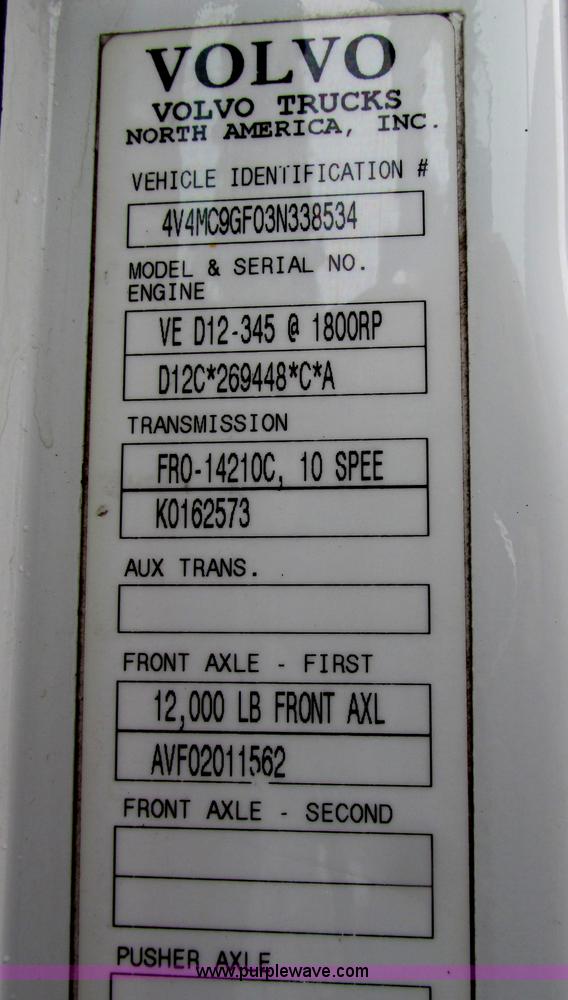 VOLVO
VOLVO TRUCKS
NORTH AMERICA, INC.
VEHICLE IDENTIFICATION #
4V4MC9GF03N338534
MODEL & SERIAL NO.
ENGINE
VE D12-345 @ 1800RP
D12C*269448*C*A
TRANSMISSION
FRO-14210C, 10 SPEE
K0162573
AUX TRANS.
FRONT AXLE - FIRST
12,000 LB FRONT AXL
AVF02011562
FRONT AXLE - SECOND
PUSHER AXLE
www.purplewave.com